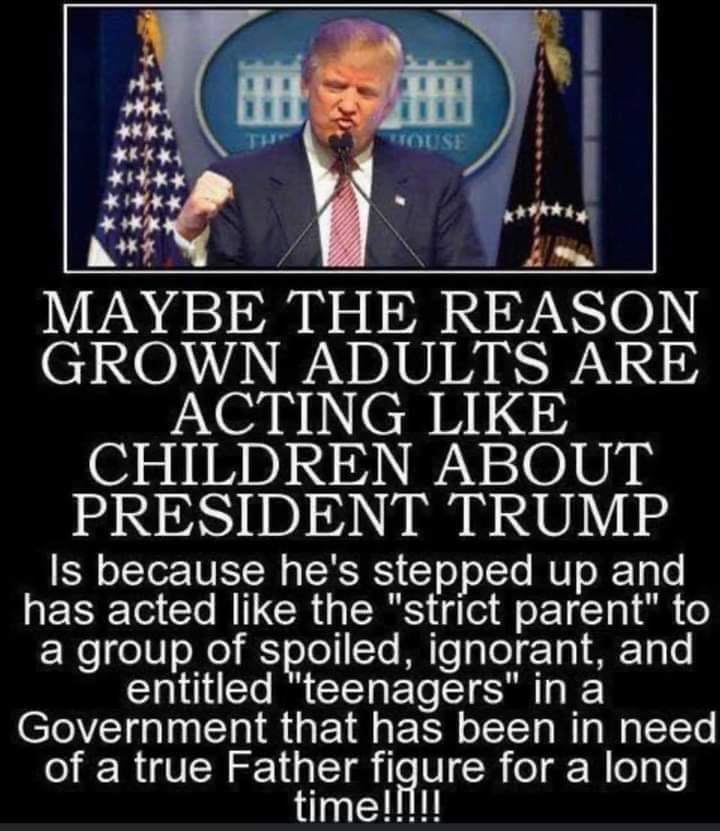 THE HOUSE
MAYBE THE REASON
GROWN ADULTS ARE
ACTING LIKE
CHILDREN ABOUT
PRESIDENT TRUMP
Is because he's stepped up and
has acted like the "strict parent" to
a group of spoiled, ignorant, and
entitled "teenagers" in a
Government that has been in need
of a true Father figure for a long
time!!!!!!